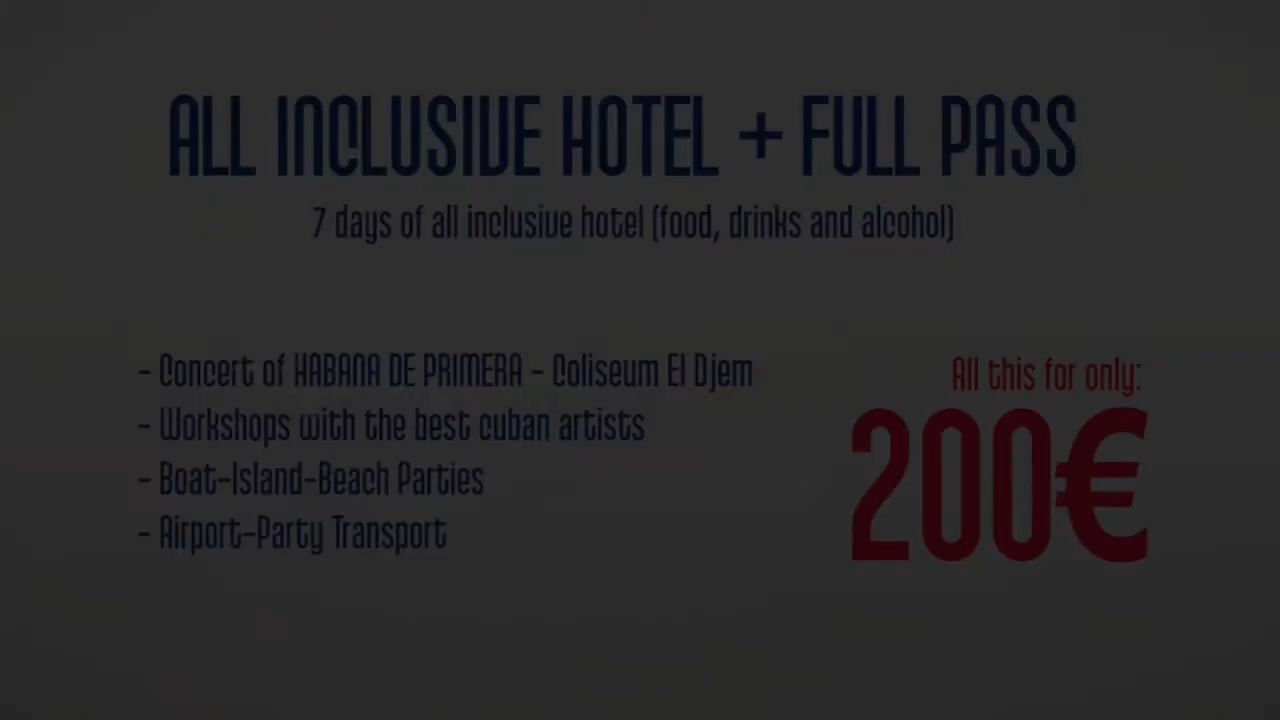 ALL INCLUSIVE HOTEL + FULL PASS
7 days of all inclusive hotel (food, drinks and alcohol)
- Concert of HABANA DE PRIMERA - Coliseum El Djem
- Workshops with the best cuban artists
- Boat-Island-Beach Parties
- Airport-Party Transport
All this for only:
200€